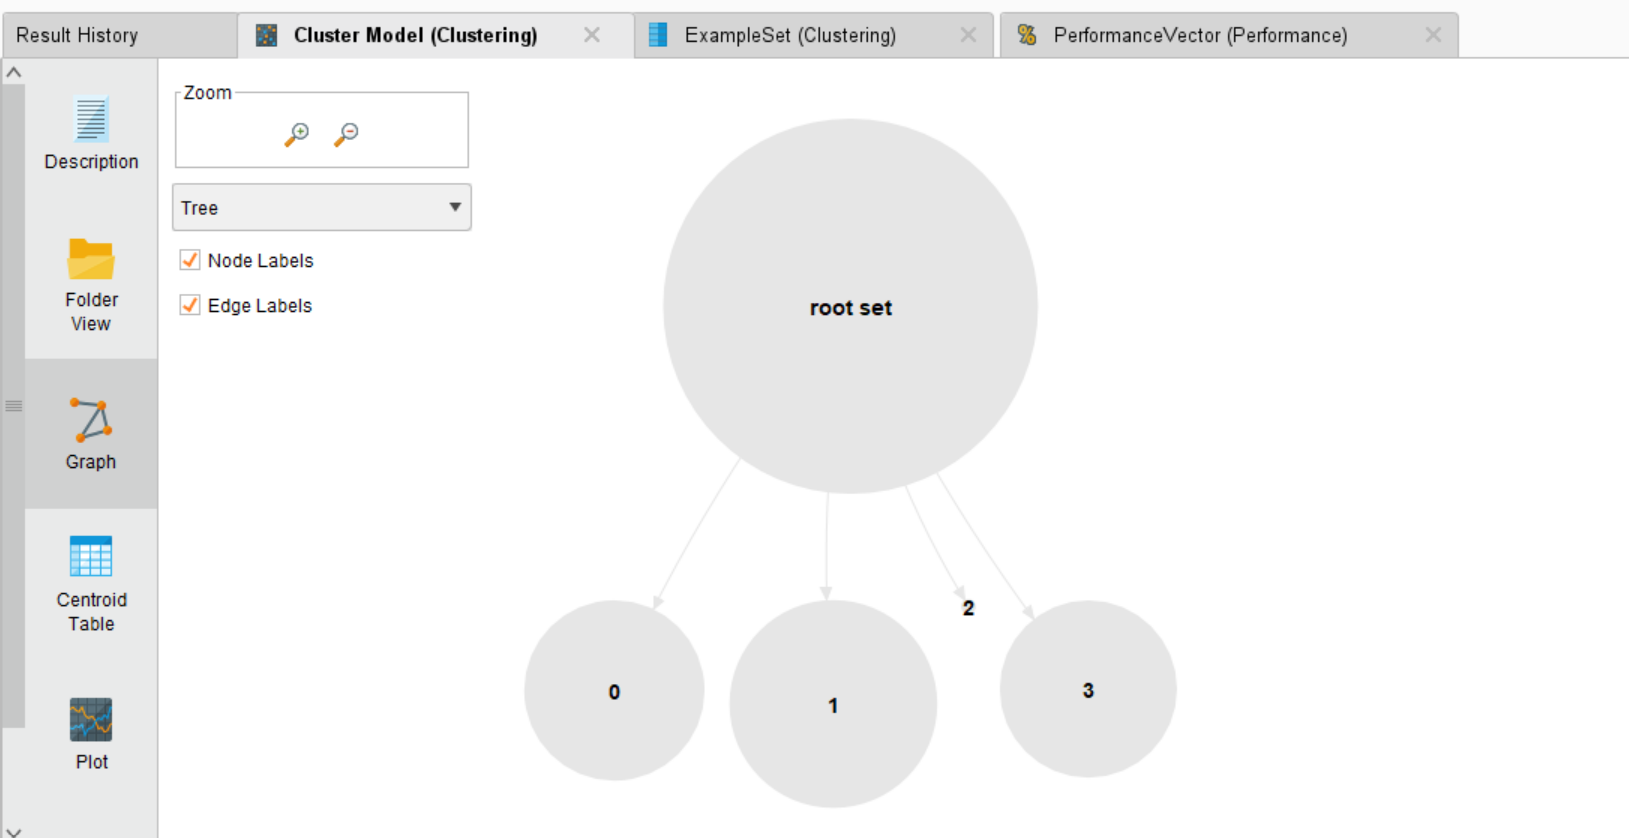 Result History
Cluster Model (Clustering)
ExampleSet (Clustering)
PerformanceVector (Performance)
Description
Folder
View
Graph
Centroid
Table
Plot
Zoom
Tree
Node Labels
Edge Labels
root set
2
0
1
3